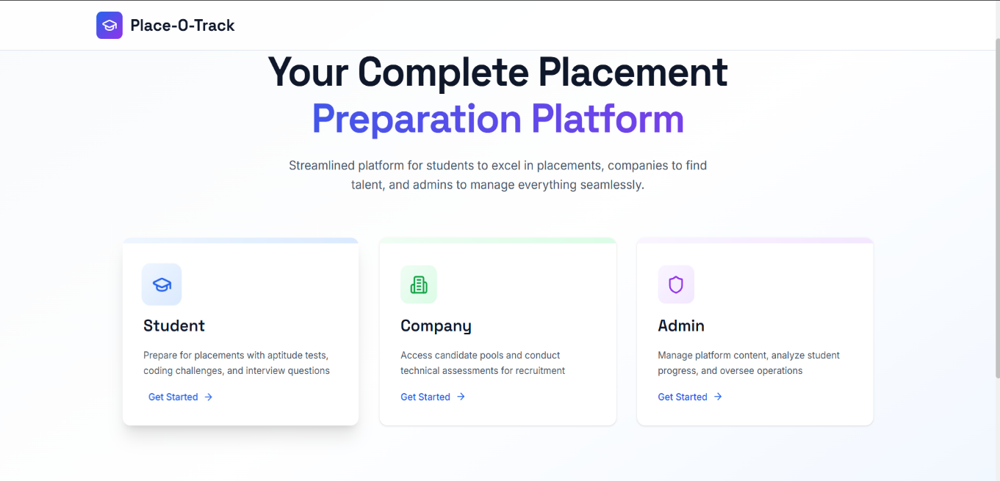 Place-O-Track
Your Complete Placement
Preparation Platform
Streamlined platform for students to excel in placements, companies to find
talent, and admins to manage everything seamlessly.
Student
Prepare for placements with aptitude tests,
coding challenges, and interview questions
Get Started →
Company
Access candidate pools and conduct
technical assessments for recruitment
Get Started →
Admin
Manage platform content, analyze student
progress, and oversee operations
Get Started →